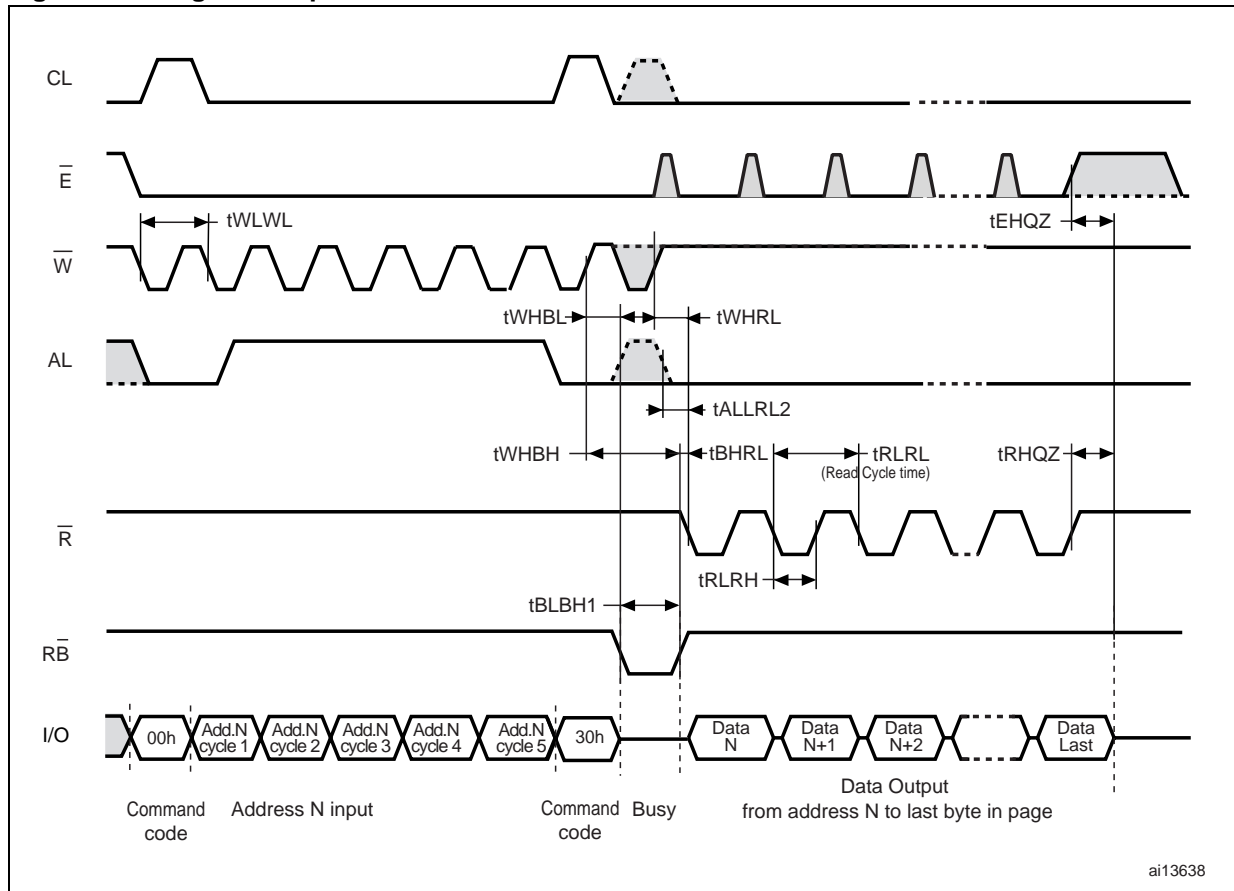 CL
E
tWLWL
tEHQZ
W
tWHBL
tWHRL
AL
tALLRL2
tWHBH
tBHRL
tRLRL
(Read Cycle time)
tRHQZ
R
tRLRH
tBLBH1
RB
I/O
00h
Add.N
cycle 1
Add.N
cycle 2
Add.N
cycle 3
Add.N
cycle 4
Add.N
cycle 5
30h
Data
N
Data
N+1
Data
N+2
Data
Last
Command
code
Address N input
Command
code
Busy
Data Output
from address N to last byte in page
ai13638